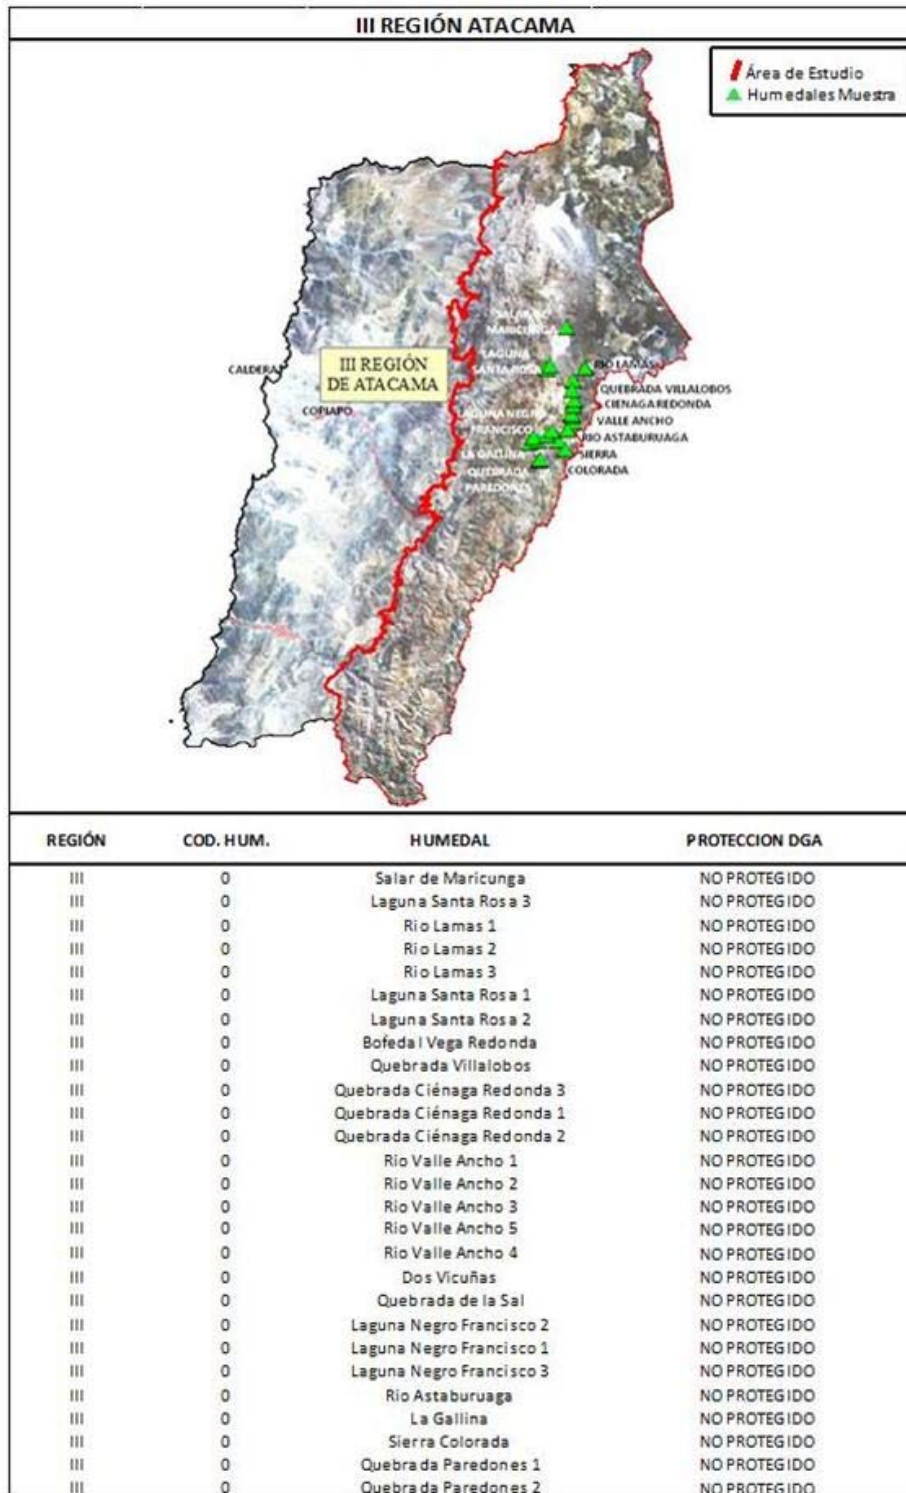 III REGIÓN ATACAMA
Área de Estudio
Humedales Muestra
SALAR DE
MARICUNGA
LAGUNA
SANTA ROSA
RIO LAMAS
CALDERA
III REGIÓN
DE ATACAMA
QUEBRADA VILLALOBOS
CIENAGA REDONDA
COPIAPO
LAGUNA NEGRO
FRANCISCO
VALLE ANCHO
RIO ASTABURUAGA
LA GALLINA
SIERRA
COLORADA
QUEBRADA
PAREDONES
REGIÓN COD. HUM. HUMEDAL PROTECCION DGA
III 0 Salar de Maricunga NO PROTEGIDO
III 0 Laguna Santa Rosa 3 NO PROTEGIDO
III 0 Rio Lamas 1 NO PROTEGIDO
III 0 Rio Lamas 2 NO PROTEGIDO
III 0 Rio Lamas 3 NO PROTEGIDO
III 0 Laguna Santa Rosa 1 NO PROTEGIDO
III 0 Laguna Santa Rosa 2 NO PROTEGIDO
III 0 Bofedal Vega Redonda NO PROTEGIDO
III 0 Quebrada Villalobos NO PROTEGIDO
III 0 Quebrada Ciénaga Redonda 3 NO PROTEGIDO
III 0 Quebrada Ciénaga Redonda 1 NO PROTEGIDO
III 0 Quebrada Ciénaga Redonda 2 NO PROTEGIDO
III 0 Rio Valle Ancho 1 NO PROTEGIDO
III 0 Rio Valle Ancho 2 NO PROTEGIDO
III 0 Rio Valle Ancho 3 NO PROTEGIDO
III 0 Rio Valle Ancho 5 NO PROTEGIDO
III 0 Rio Valle Ancho 4 NO PROTEGIDO
III 0 Dos Vicuñas NO PROTEGIDO
III 0 Quebrada de la Sal NO PROTEGIDO
III 0 Laguna Negro Francisco 2 NO PROTEGIDO
III 0 Laguna Negro Francisco 1 NO PROTEGIDO
III 0 Laguna Negro Francisco 3 NO PROTEGIDO
III 0 Rio Astaburuaga NO PROTEGIDO
III 0 La Gallina NO PROTEGIDO
III 0 Sierra Colorada NO PROTEGIDO
III 0 Quebrada Paredones 1 NO PROTEGIDO
III 0 Quebrada Paredones 2 NO PROTEGIDO